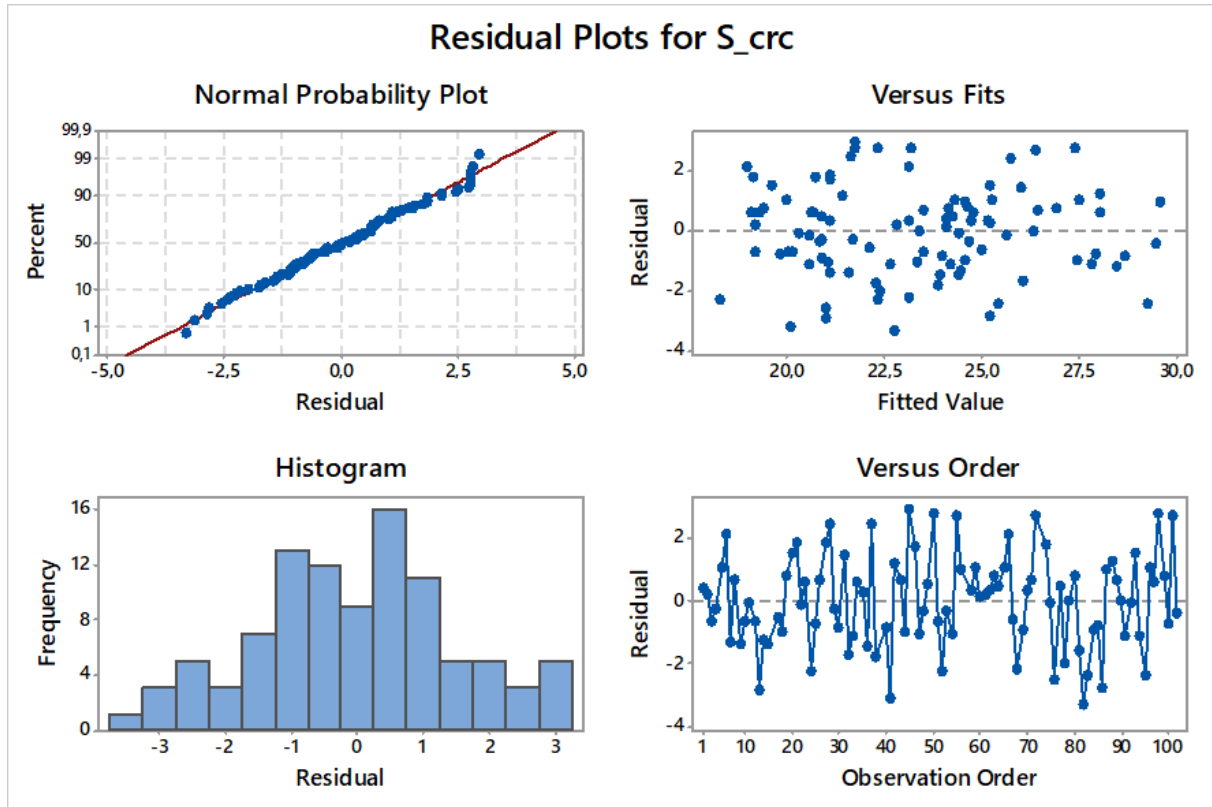 Residual Plots for S_crc
Normal Probability Plot
Percent
99,9
99
90
50
10
1
0,1
-5,0 -2,5 0,0 2,5 5,0
Residual
Versus Fits
Residual
2
0
-2
-4
20,0 22,5 25,0 27,5 30,0
Fitted Value
Histogram
Frequency
16
12
8
4
0
-3 -2 -1 0 1 2 3
Residual
Versus Order
Residual
2
0
-2
-4
1 10 20 30 40 50 60 70 80 90 100
Observation Order